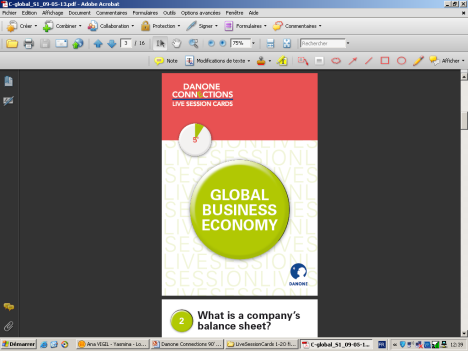 C-global_S1_09-05-13.pdf - Adobe Acrobat
Fichier Edition Affichage Document Commentaires Formulaires Outils Options avancées Fenêtre Aide
Créer Combiner Collaboration Protection Signer Formulaires Commentaires
3 / 16 75% Rechercher
Note Modifications de texte Afficher
DANONE
CONNECTIONS
LIVE SESSION CARDS
5
LIVESESSIONL
GLOBAL
BUSINESS
ECONOMY
DANONE
2 What is a company's
balance sheet?
Démarrer Ana VIGIL - Yasmina - Lo... Danone Connections 90'... LiveSessionCards 1-20 fi... C-global_S1_09-05-1... 12:39